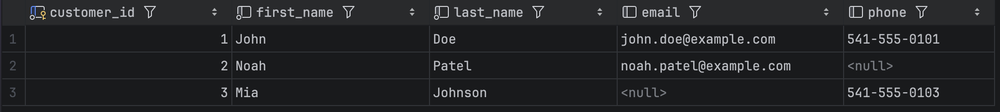 customer_id first_name last_name email phone
1 1 John Doe john.doe@example.com 541-555-0101
2 2 Noah Patel noah.patel@example.com <null>
3 3 Mia Johnson <null> 541-555-0103